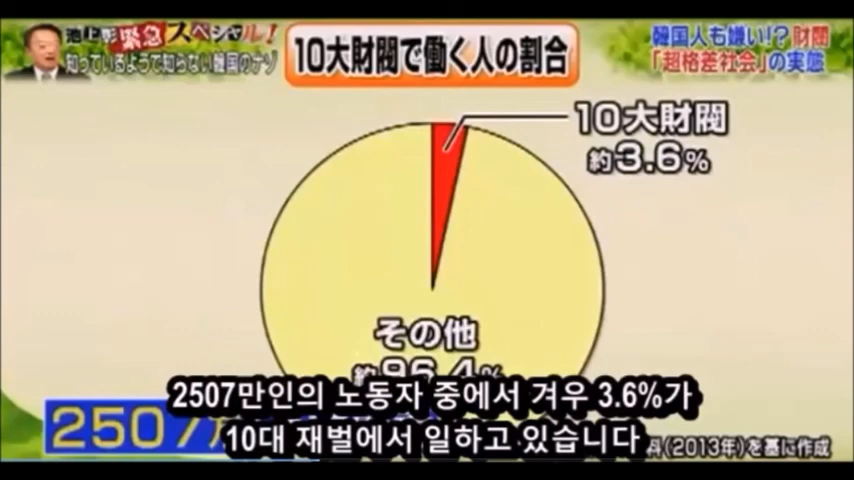 池上彰緊急スペシャル!
知っているようで知らない韓国のナゾ
10大財閥で働く人の割合
韓国人も嫌い!?財閥
「超格差社会」の実態
10大財閥
約3.6%
その他
約96.4%
2507만인의 노동자 중에서 겨우 3.6%가
10대 재벌에서 일하고 있습니다
2507
料(2013年)を基に作成